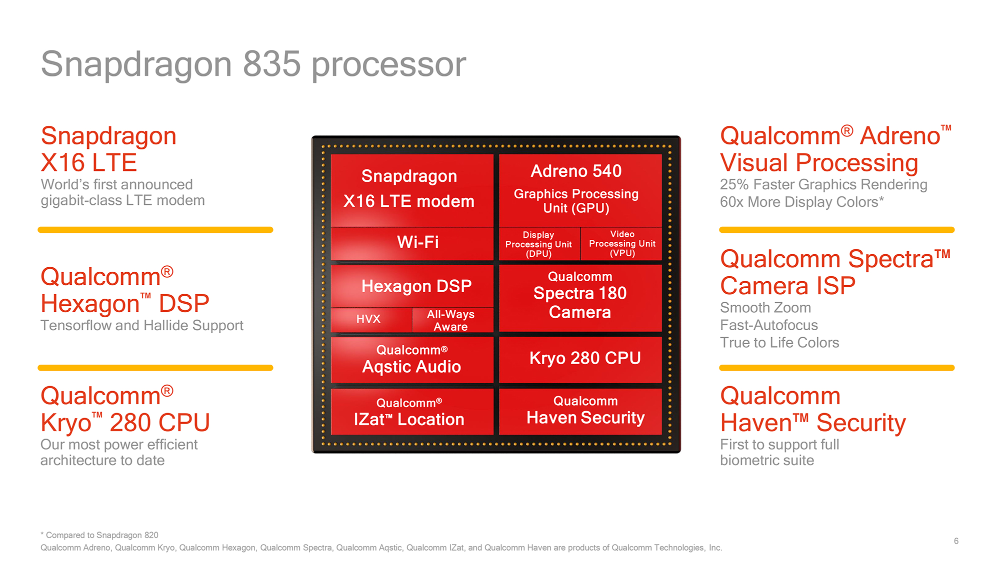 Snapdragon 835 processor
Snapdragon
X16 LTE
World's first announced
gigabit-class LTE modem
Qualcomm®
Hexagon™ DSP
Tensorflow and Hallide Support
Qualcomm®
Kryo™ 280 CPU
Our most power efficient
architecture to date
Snapdragon
X16 LTE modem
Wi-Fi
Hexagon DSP
HVX
All-Ways
Aware
Qualcomm®
Aqstic Audio
Qualcomm®
IZat™ Location
Adreno 540
Graphics Processing
Unit (GPU)
Display
Processing Unit
(DPU)
Video
Processing Unit
(VPU)
Qualcomm
Spectra 180
Camera
Kryo 280 CPU
Qualcomm
Haven Security
Qualcomm® Adreno™
Visual Processing
25% Faster Graphics Rendering
60x More Display Colors*
Qualcomm Spectra™
Camera ISP
Smooth Zoom
Fast-Autofocus
True to Life Colors
Qualcomm
Haven™ Security
First to support full
biometric suite
* Compared to Snapdragon 820
Qualcomm Adreno, Qualcomm Kryo, Qualcomm Hexagon, Qualcomm Spectra, Qualcomm Aqstic, Qualcomm IZat, and Qualcomm Haven are products of Qualcomm Technologies, Inc.
6